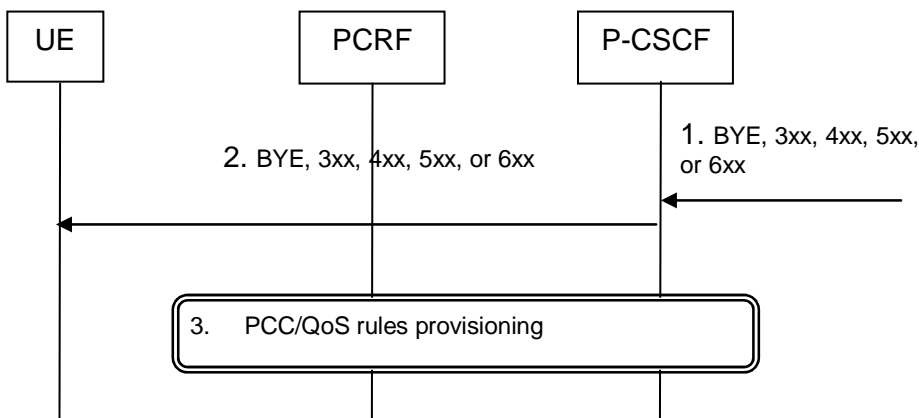 UE
PCRF
P-CSCF
1. BYE, 3xx, 4xx, 5xx,
or 6xx
2. BYE, 3xx, 4xx, 5xx, or 6xx
3. PCC/QoS rules provisioning